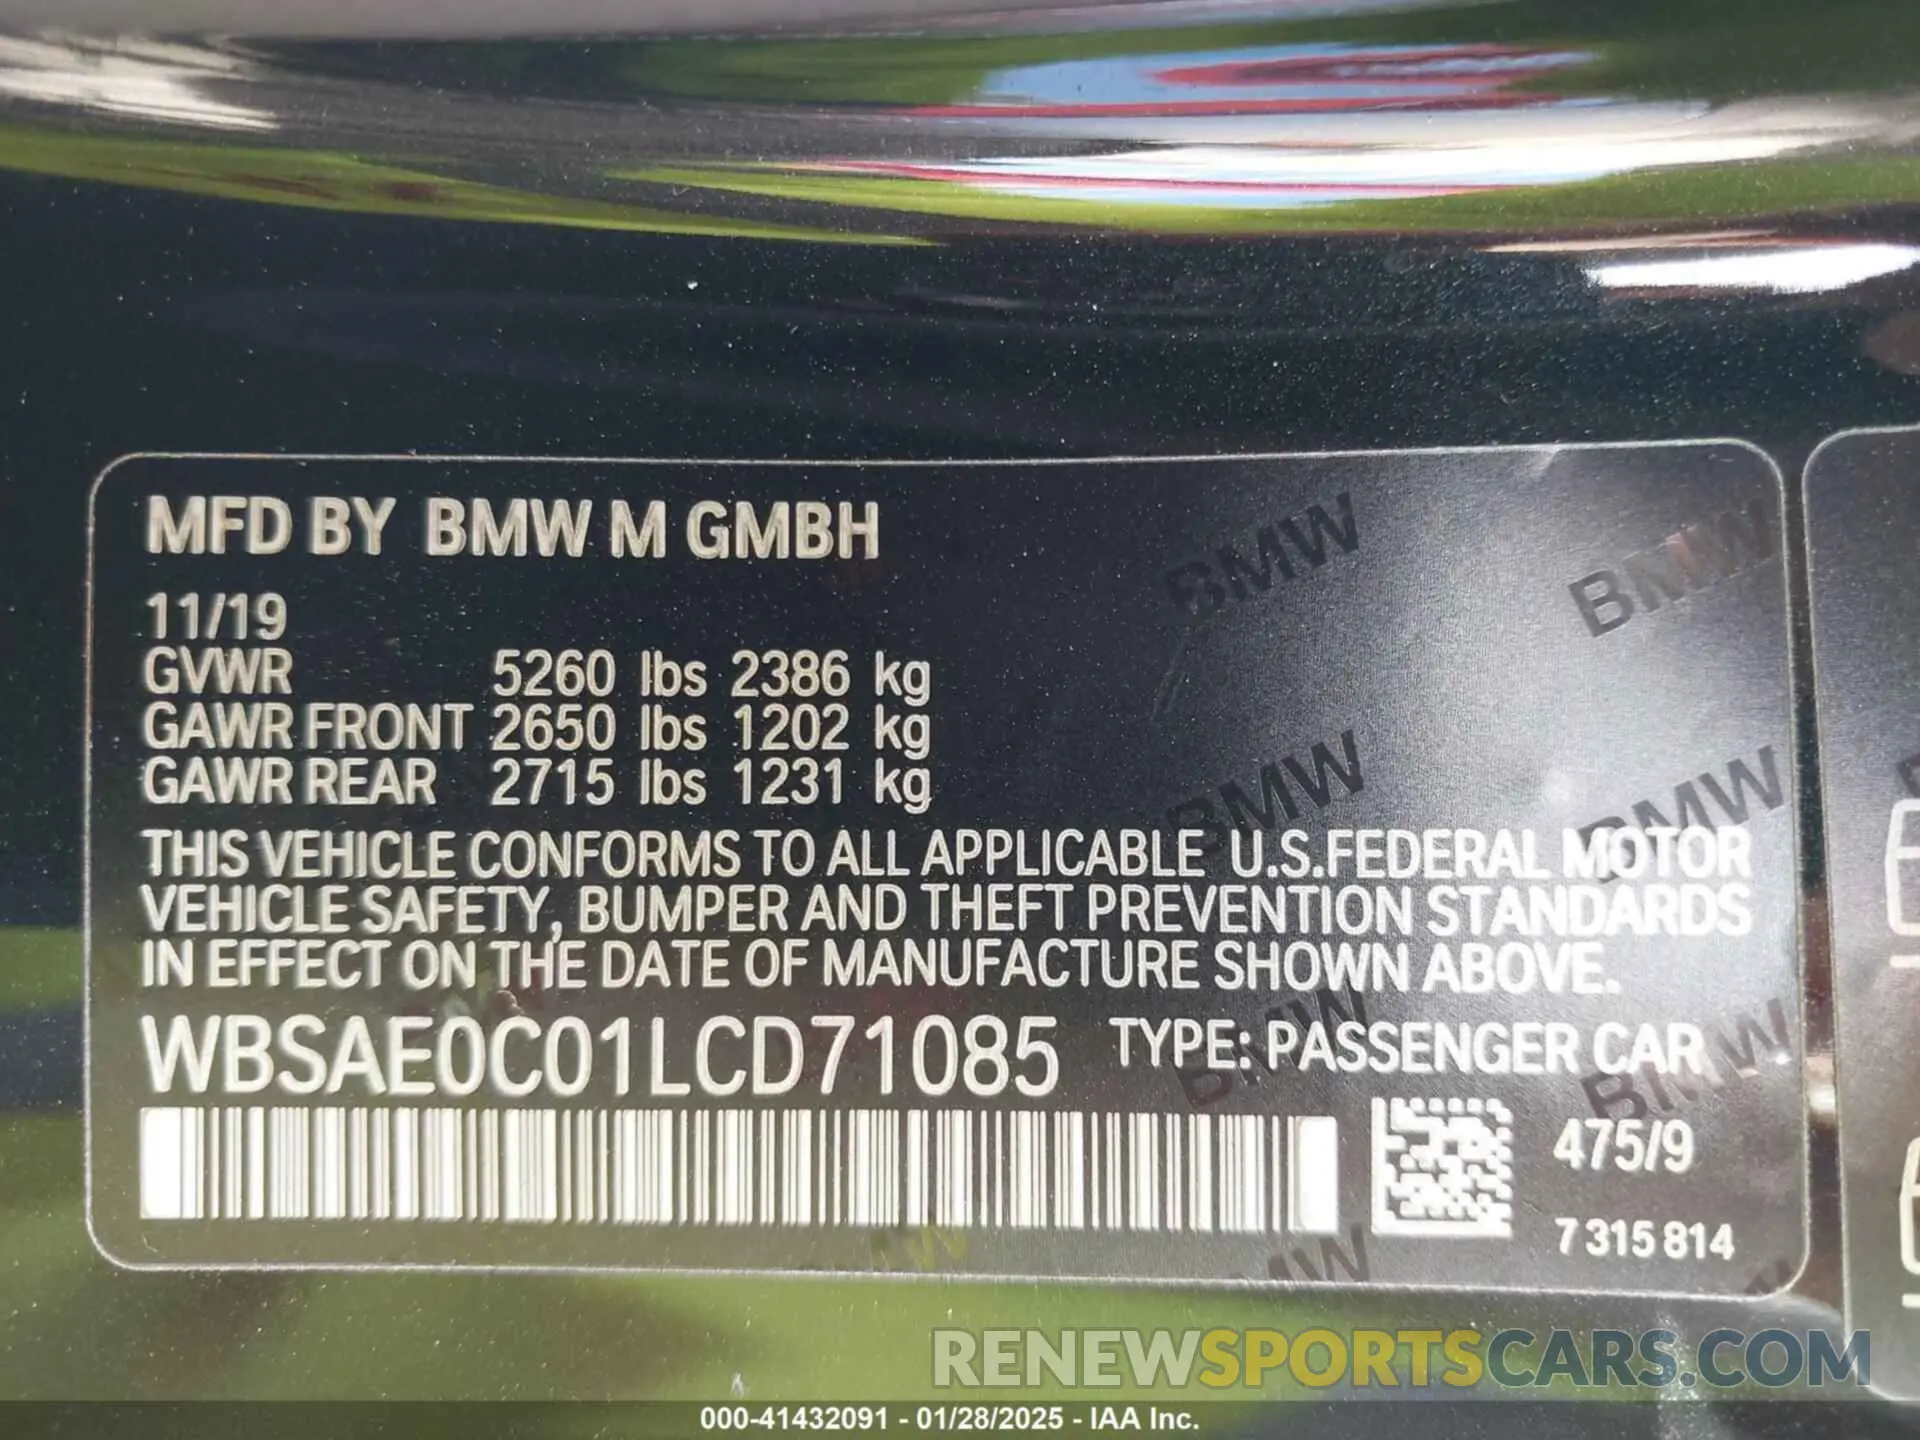 MFD BY BMW M GMBH
11/19
GVWR 5260 lbs 2386 kg
GAWR FRONT 2650 lbs 1202 kg
GAWR REAR 2715 lbs 1231 kg
THIS VEHICLE CONFORMS TO ALL APPLICABLE U.S.FEDERAL MOTOR
VEHICLE SAFETY, BUMPER AND THEFT PREVENTION STANDARDS
IN EFFECT ON THE DATE OF MANUFACTURE SHOWN ABOVE.
WBSAE0C01LCD71085 TYPE: PASSENGER CAR
475/9
7 315 814
BMW BMW
BMW BMW
BMW BMW
RENEWSPORTSCARS.COM
000-41432091 - 01/28/2025 - IAA Inc.